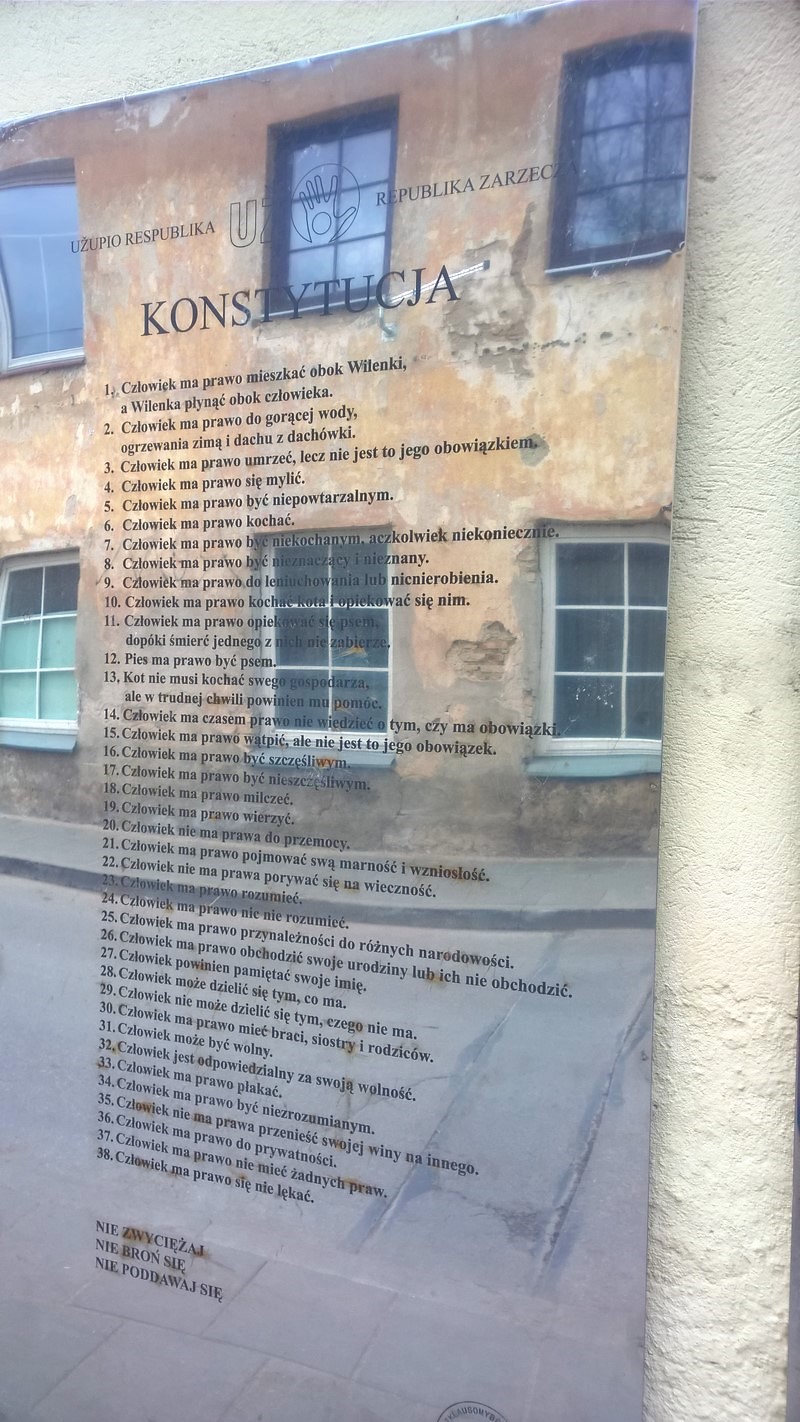 UŽUPIO RESPUBLIKA UŽ REPUBLIKA ZARZECZ
KONSTYTUCJA
1. Człowiek ma prawo mieszkać obok Wilenki,
a Wilenka płynąć obok człowieka.
2. Człowiek ma prawo do gorącej wody,
ogrzewania zimą i dachu z dachówki.
3. Człowiek ma prawo umrzeć, lecz nie jest to jego obowiązkiem.
4. Człowiek ma prawo się mylić.
5. Człowiek ma prawo być niepowtarzalnym.
6. Człowiek ma prawo kochać.
7. Człowiek ma prawo być niekochanym, aczkolwiek niekoniecznie.
8. Człowiek ma prawo być nieznaczący i nieznany.
9. Człowiek ma prawo do leniuchowania lub nicnierobienia.
10. Człowiek ma prawo kochać kota i opiekować się nim.
11. Człowiek ma prawo opiekować się psem,
dopóki śmierć jednego z nich nie zabierze.
12. Pies ma prawo być psem.
13. Kot nie musi kochać swego gospodarza,
ale w trudnej chwili powinien mu pomóc.
14. Człowiek ma czasem prawo nie wiedzieć o tym, czy ma obowiązki.
15. Człowiek ma prawo wątpić, ale nie jest to jego obowiązek.
16. Człowiek ma prawo być szczęśliwym.
17. Człowiek ma prawo być nieszczęśliwym.
18. Człowiek ma prawo milczeć.
19. Człowiek ma prawo wierzyć.
20. Człowiek nie ma prawa do przemocy.
21. Człowiek ma prawo pojmować swą marność i wzniosłość.
22. Człowiek nie ma prawa porywać się na wieczność.
23. Człowiek ma prawo rozumieć.
24. Człowiek ma prawo nic nie rozumieć.
25. Człowiek ma prawo przynależności do różnych narodowości.
26. Człowiek ma prawo obchodzić swoje urodziny lub ich nie obchodzić.
27. Człowiek powinien pamiętać swoje imię.
28. Człowiek może dzielić się tym, co ma.
29. Człowiek nie może dzielić się tym, czego nie ma.
30. Człowiek ma prawo mieć braci, siostry i rodziców.
31. Człowiek może być wolny.
32. Człowiek jest odpowiedzialny za swoją wolność.
33. Człowiek ma prawo płakać.
34. Człowiek ma prawo być niezrozumianym.
35. Człowiek nie ma prawa przenieść swojej winy na innego.
36. Człowiek ma prawo do prywatności.
37. Człowiek ma prawo nie mieć żadnych praw.
38. Człowiek ma prawo się nie lękać.
NIE ZWYCIĘŻAJ
NIE BROŃ SIĘ
NIE PODDAWAJ SIĘ